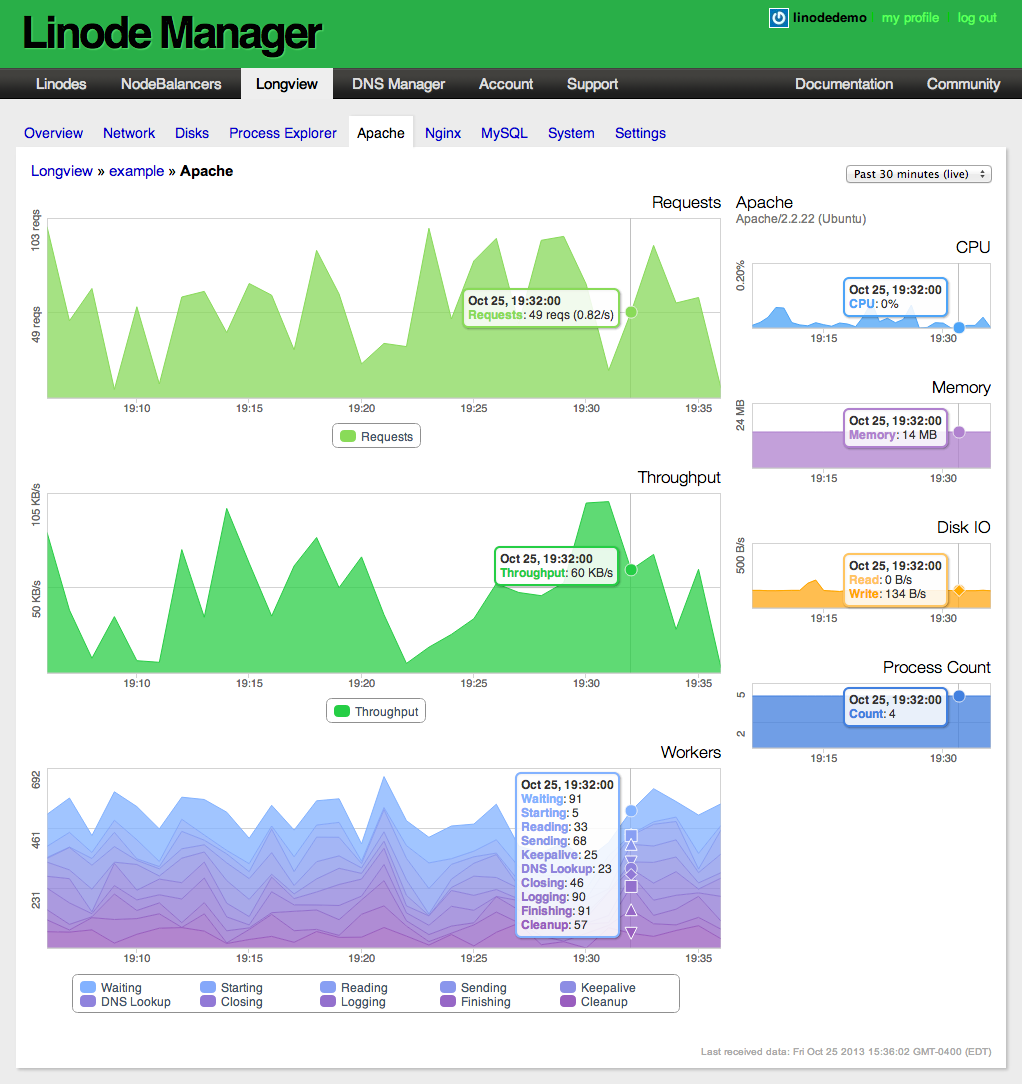 Linode Manager
linodedemo my profile log out
Linodes NodeBalancers Longview DNS Manager Account Support Documentation Community
Overview Network Disks Process Explorer Apache Nginx MySQL System Settings
Longview » example » Apache
Past 30 minutes (live)
Requests
103 reqs
49 reqs
Oct 25, 19:32:00
Requests: 49 reqs (0.82/s)
19:10 19:15 19:20 19:25 19:30 19:35
Requests
Throughput
105 KB/s
50 KB/s
Oct 25, 19:32:00
Throughput: 60 KB/s
19:10 19:15 19:20 19:25 19:30 19:35
Throughput
Workers
692
461
231
Oct 25, 19:32:00
Waiting: 91
Starting: 5
Reading: 33
Sending: 68
Keepalive: 25
DNS Lookup: 23
Closing: 46
Logging: 90
Finishing: 91
Cleanup: 57
19:10 19:15 19:20 19:25 19:30 19:35
Waiting Starting Reading Sending Keepalive
DNS Lookup Closing Logging Finishing Cleanup
Apache
Apache/2.2.22 (Ubuntu)
CPU
0.20%
Oct 25, 19:32:00
CPU: 0%
19:15 19:30
Memory
24 MB
Oct 25, 19:32:00
Memory: 14 MB
19:15 19:30
Disk IO
500 B/s
Oct 25, 19:32:00
Read: 0 B/s
Write: 134 B/s
19:15 19:30
Process Count
5
2
Oct 25, 19:32:00
Count: 4
19:15 19:30
Last received data: Fri Oct 25 2013 15:36:02 GMT-0400 (EDT)